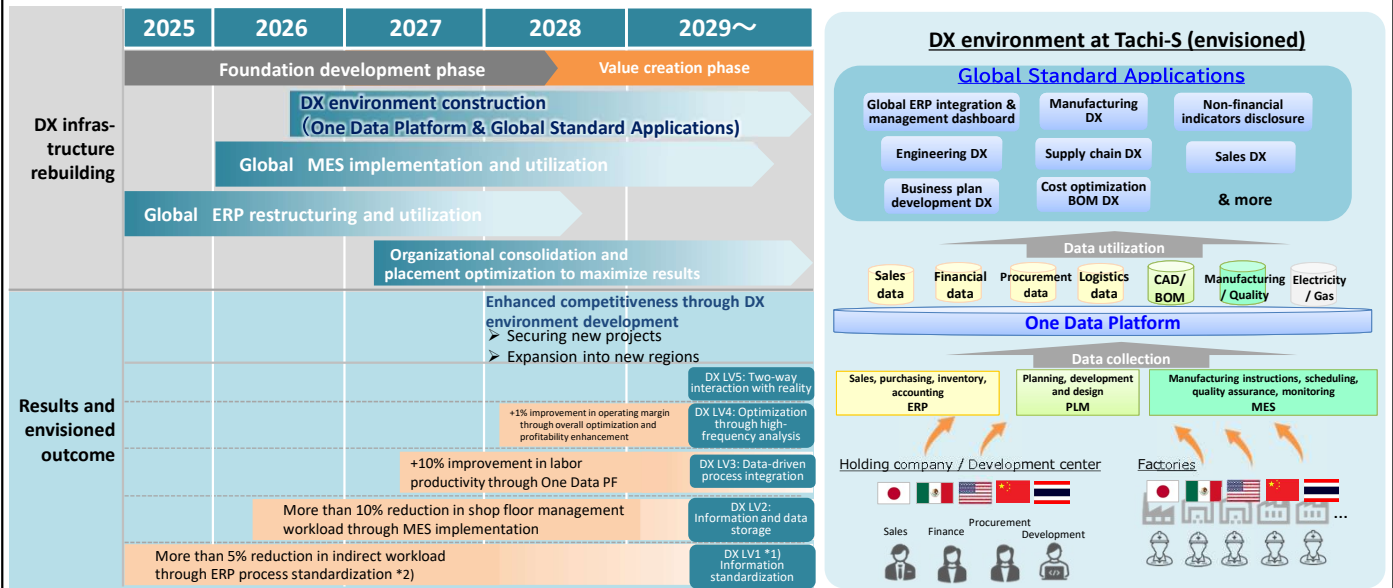 2025
2026
2027
2028
2029～
Foundation development phase
Value creation phase
DX infras-
tructure
rebuilding
DX environment construction
（One Data Platform & Global Standard Applications)
Global MES implementation and utilization
Global ERP restructuring and utilization
Organizational consolidation and
placement optimization to maximize results
Results and
envisioned
outcome
Enhanced competitiveness through DX
environment development
➢ Securing new projects
➢ Expansion into new regions
DX LV5: Two-way
interaction with reality
+1% improvement in operating margin
through overall optimization and
profitability enhancement
DX LV4: Optimization
through high-
frequency analysis
+10% improvement in labor
productivity through One Data PF
DX LV3: Data-driven
process integration
More than 10% reduction in shop floor management
workload through MES implementation
DX LV2:
Information and data
storage
More than 5% reduction in indirect workload
through ERP process standardization *2)
DX LV1 *1)
Information
standardization
DX environment at Tachi-S (envisioned)
Global Standard Applications
Global ERP integration &
management dashboard
Manufacturing
DX
Non-financial
indicators disclosure
Engineering DX
Supply chain DX
Sales DX
Business plan
development DX
Cost optimization
BOM DX
& more
Data utilization
Sales
data
Financial
data
Procurement
data
Logistics
data
CAD/
BOM
Manufacturing
/ Quality
Electricity
/ Gas
One Data Platform
Data collection
Sales, purchasing, inventory,
accounting
ERP
Planning, development
and design
PLM
Manufacturing instructions, scheduling,
quality assurance, monitoring
MES
Holding company / Development center
Factories
...
Sales
Finance
Procurement
Development